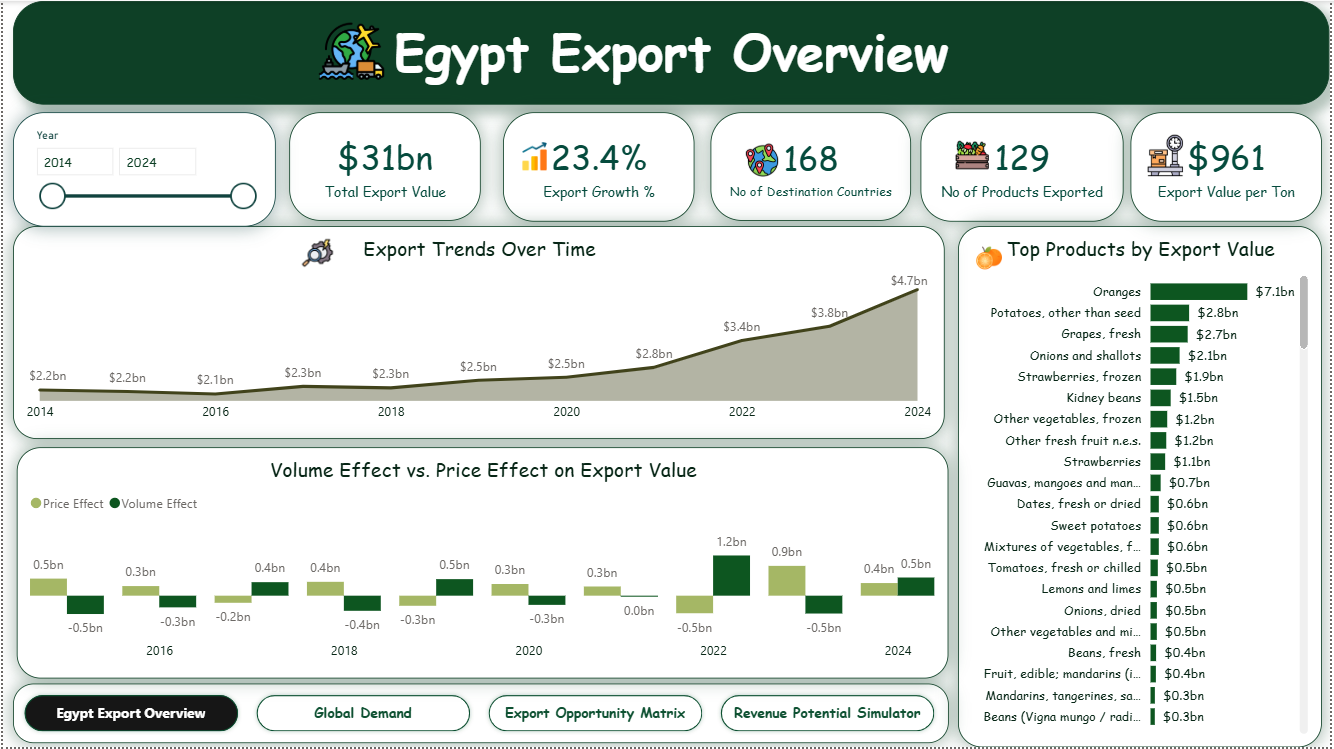 Egypt Export Overview
Year
2014
2024
$31bn
Total Export Value
23.4%
Export Growth %
168
No of Destination Countries
129
No of Products Exported
$961
Export Value per Ton
Export Trends Over Time
$2.2bn
$2.2bn
$2.1bn
$2.3bn
$2.3bn
$2.5bn
$2.5bn
$2.8bn
$3.4bn
$3.8bn
$4.7bn
2014
2016
2018
2020
2022
2024
Volume Effect vs. Price Effect on Export Value
Price Effect
Volume Effect
0.5bn
-0.5bn
0.3bn
-0.3bn
-0.2bn
0.4bn
0.4bn
-0.4bn
-0.3bn
0.5bn
0.3bn
-0.3bn
0.3bn
0.0bn
-0.5bn
1.2bn
0.9bn
-0.5bn
0.4bn
0.5bn
2016
2018
2020
2022
2024
Top Products by Export Value
Oranges $7.1bn
Potatoes, other than seed $2.8bn
Grapes, fresh $2.7bn
Onions and shallots $2.1bn
Strawberries, frozen $1.9bn
Kidney beans $1.5bn
Other vegetables, frozen $1.2bn
Other fresh fruit n.e.s. $1.2bn
Strawberries $1.1bn
Guavas, mangoes and man... $0.7bn
Dates, fresh or dried $0.6bn
Sweet potatoes $0.6bn
Mixtures of vegetables, f... $0.6bn
Tomatoes, fresh or chilled $0.5bn
Lemons and limes $0.5bn
Onions, dried $0.5bn
Other vegetables and mi... $0.5bn
Beans, fresh $0.4bn
Fruit, edible; mandarins (i... $0.4bn
Mandarins, tangerines, sa... $0.3bn
Beans (Vigna mungo / radi... $0.3bn
Egypt Export Overview
Global Demand
Export Opportunity Matrix
Revenue Potential Simulator